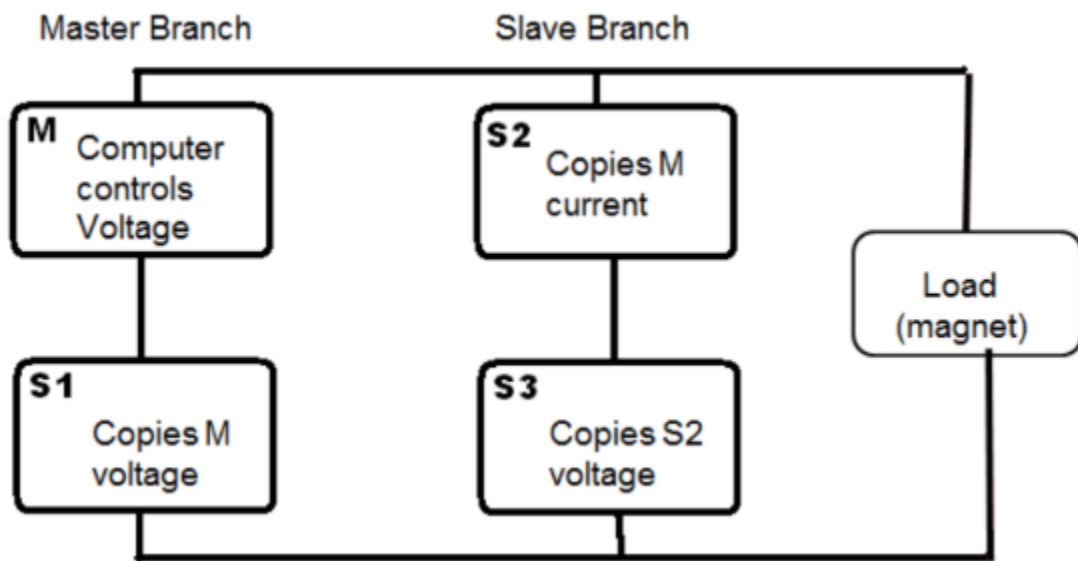 Master Branch
Slave Branch
M
Computer
controls
Voltage
S2
Copies M
current
Load
(magnet)
S1
Copies M
voltage
S3
Copies S2
voltage